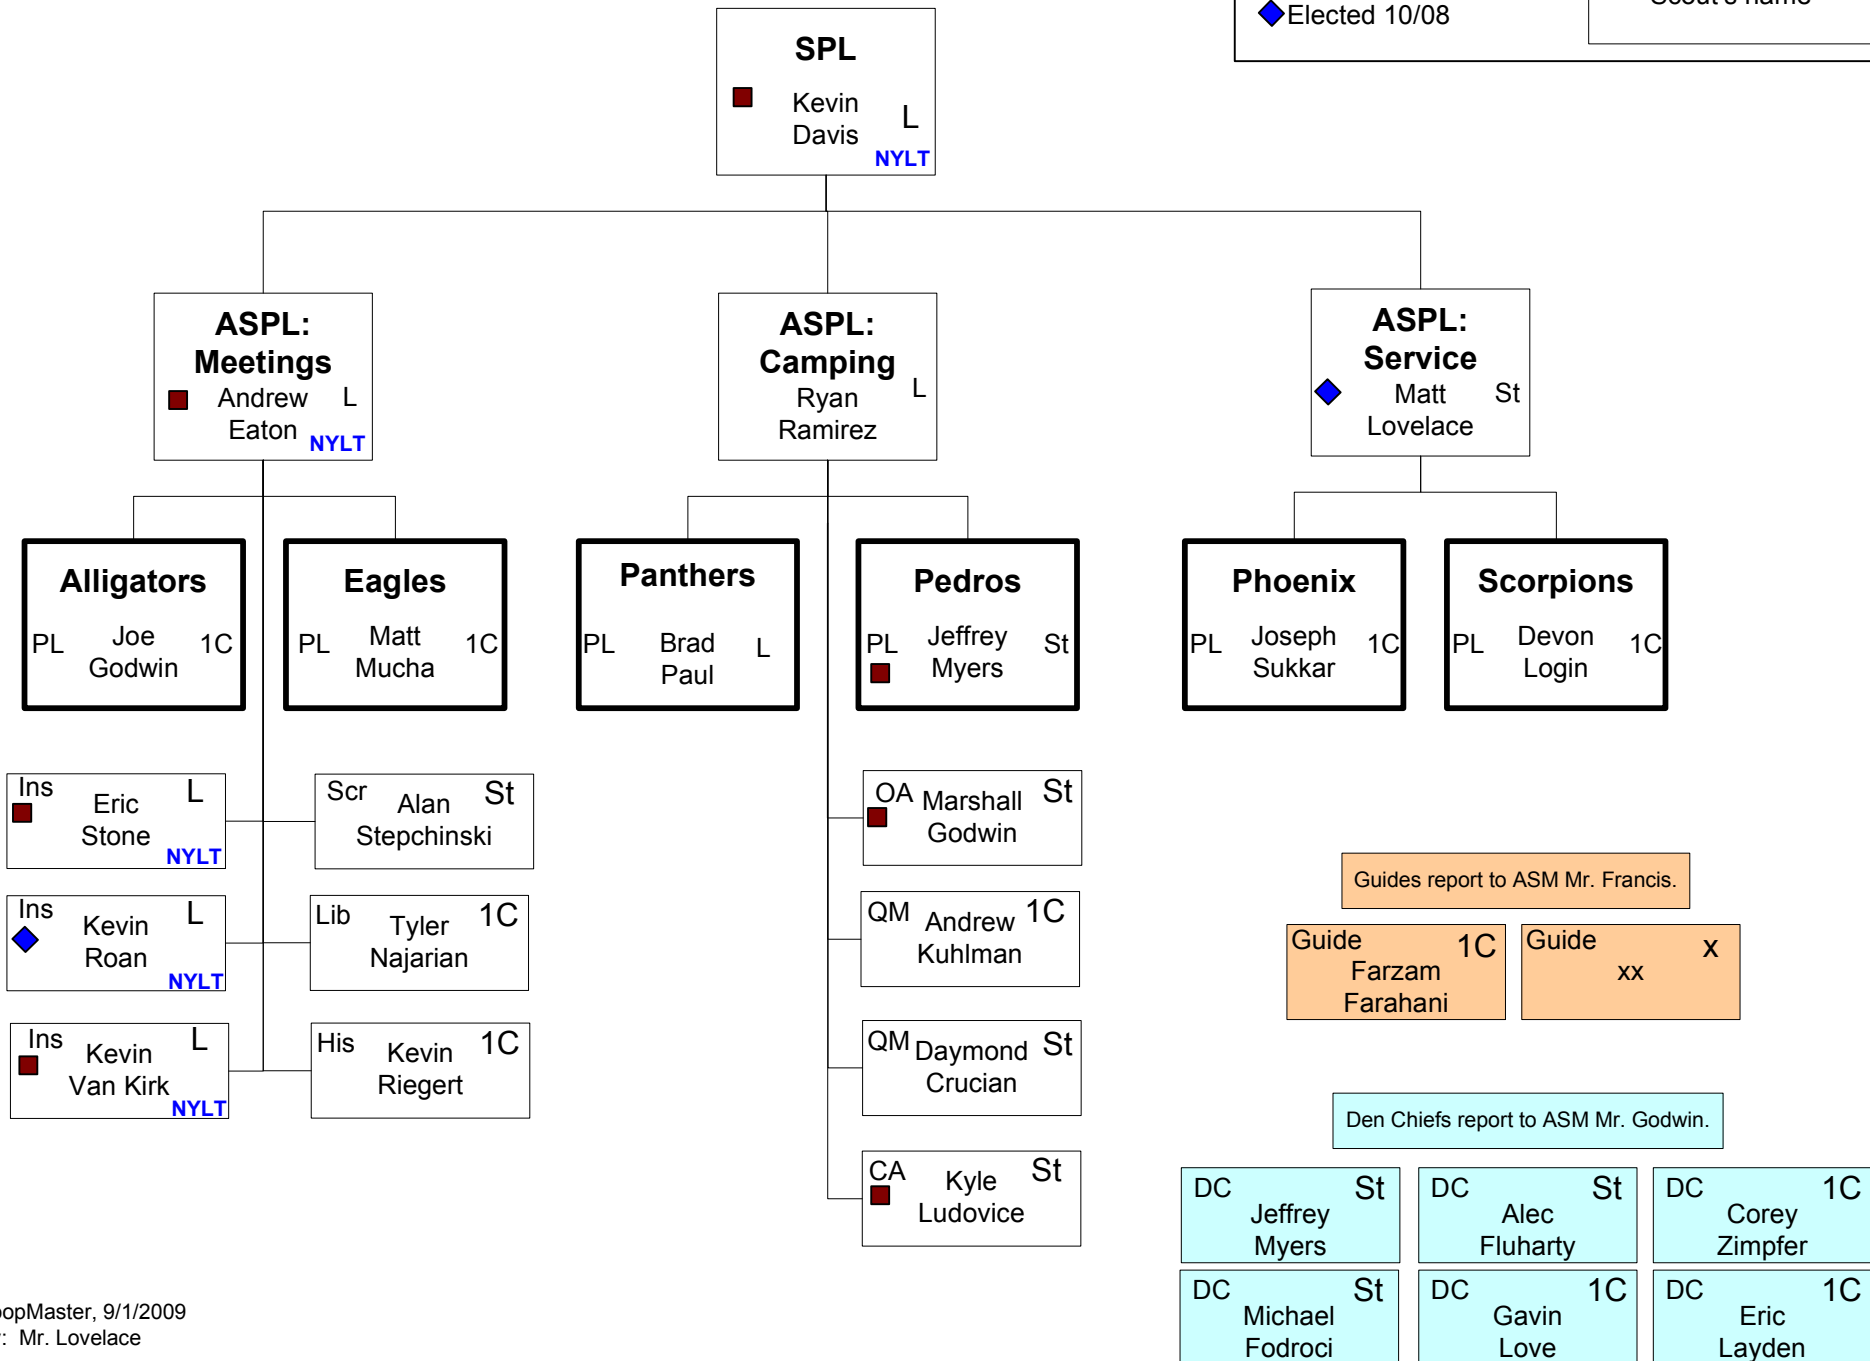 Elected 10/08
Scout's name
SPL
Kevin
Davis
L
NYLT
ASPL:
Meetings
Andrew
Eaton
L
NYLT
ASPL:
Camping
Ryan
Ramirez
L
ASPL:
Service
Matt
Lovelace
St
Alligators
PL
Joe
Godwin
1C
Eagles
PL
Matt
Mucha
1C
Panthers
PL
Brad
Paul
L
Pedros
PL
Jeffrey
Myers
St
Phoenix
PL
Joseph
Sukkar
1C
Scorpions
PL
Devon
Login
1C
Ins
Eric
Stone
L
NYLT
Scr
Alan
Stepchinski
St
Ins
Kevin
Roan
L
NYLT
Lib
Tyler
Najarian
1C
Ins
Kevin
Van Kirk
L
NYLT
His
Kevin
Riegert
1C
OA
Marshall
Godwin
St
QM
Andrew
Kuhlman
1C
QM
Daymond
Crucian
St
CA
Kyle
Ludovice
St
Guides report to ASM Mr. Francis.
Guide
Farzam
Farahani
1C
Guide
xx
x
Den Chiefs report to ASM Mr. Godwin.
DC
Jeffrey
Myers
St
DC
Alec
Fluharty
St
DC
Corey
Zimpfer
1C
DC
Michael
Fodroci
St
DC
Gavin
Love
1C
DC
Eric
Layden
1C
opMaster, 9/1/2009
: Mr. Lovelace